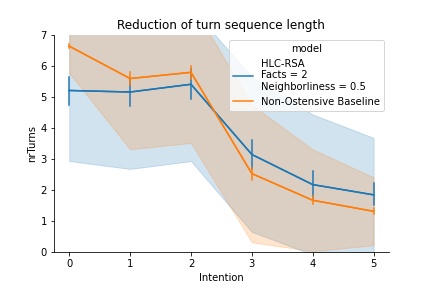 Reduction of turn sequence length
model
HLC-RSA
Facts = 2
Neighborliness = 0.5
Non-Ostensive Baseline
nrTurns
7
6
5
4
3
2
1
0
0 1 2 3 4 5
Intention